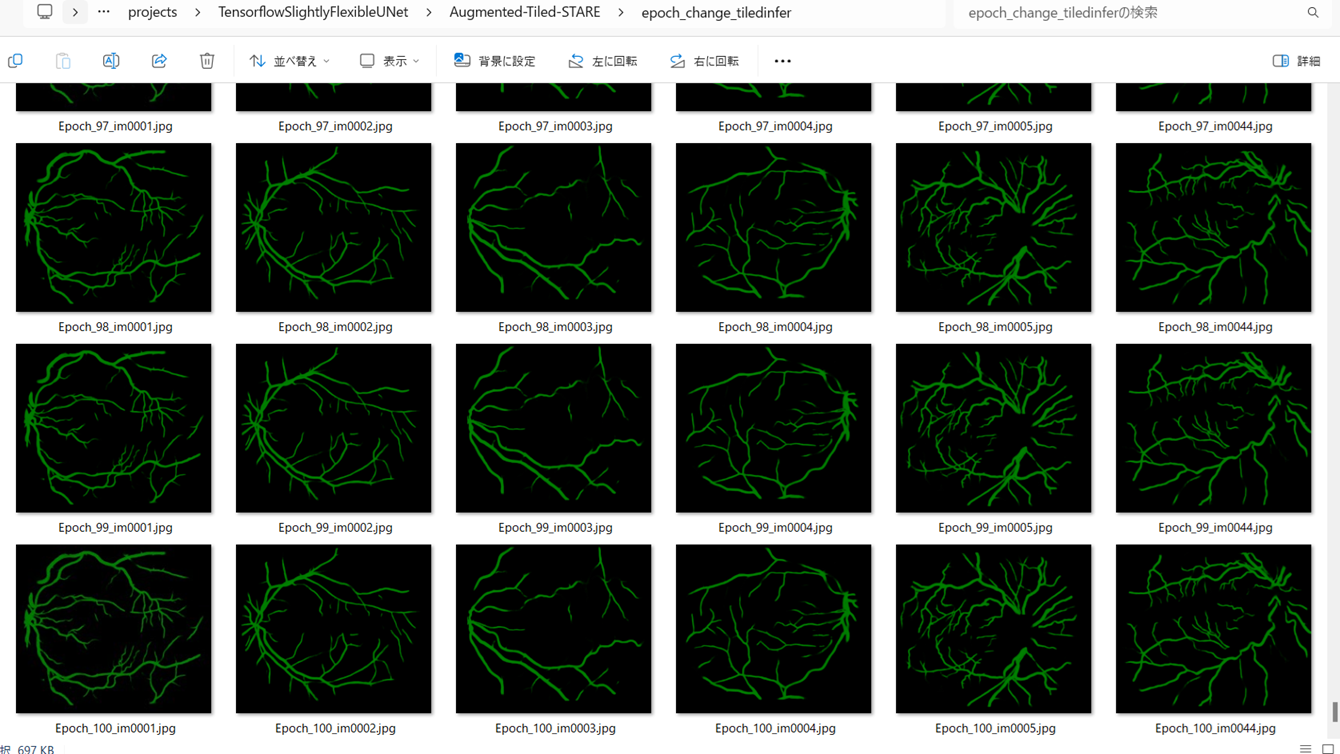 projects > TensorflowSlightlyFlexibleUNet > Augmented-Tiled-STARE > epoch_change_tiledinfer
epoch_change_tiledinferの検索
並べ替え 表示 背景に設定 左に回転 右に回転 詳細
Epoch_97_im0001.jpg Epoch_97_im0002.jpg Epoch_97_im0003.jpg Epoch_97_im0004.jpg Epoch_97_im0005.jpg Epoch_97_im0044.jpg
Epoch_98_im0001.jpg Epoch_98_im0002.jpg Epoch_98_im0003.jpg Epoch_98_im0004.jpg Epoch_98_im0005.jpg Epoch_98_im0044.jpg
Epoch_99_im0001.jpg Epoch_99_im0002.jpg Epoch_99_im0003.jpg Epoch_99_im0004.jpg Epoch_99_im0005.jpg Epoch_99_im0044.jpg
Epoch_100_im0001.jpg Epoch_100_im0002.jpg Epoch_100_im0003.jpg Epoch_100_im0004.jpg Epoch_100_im0005.jpg Epoch_100_im0044.jpg
択 697 KB